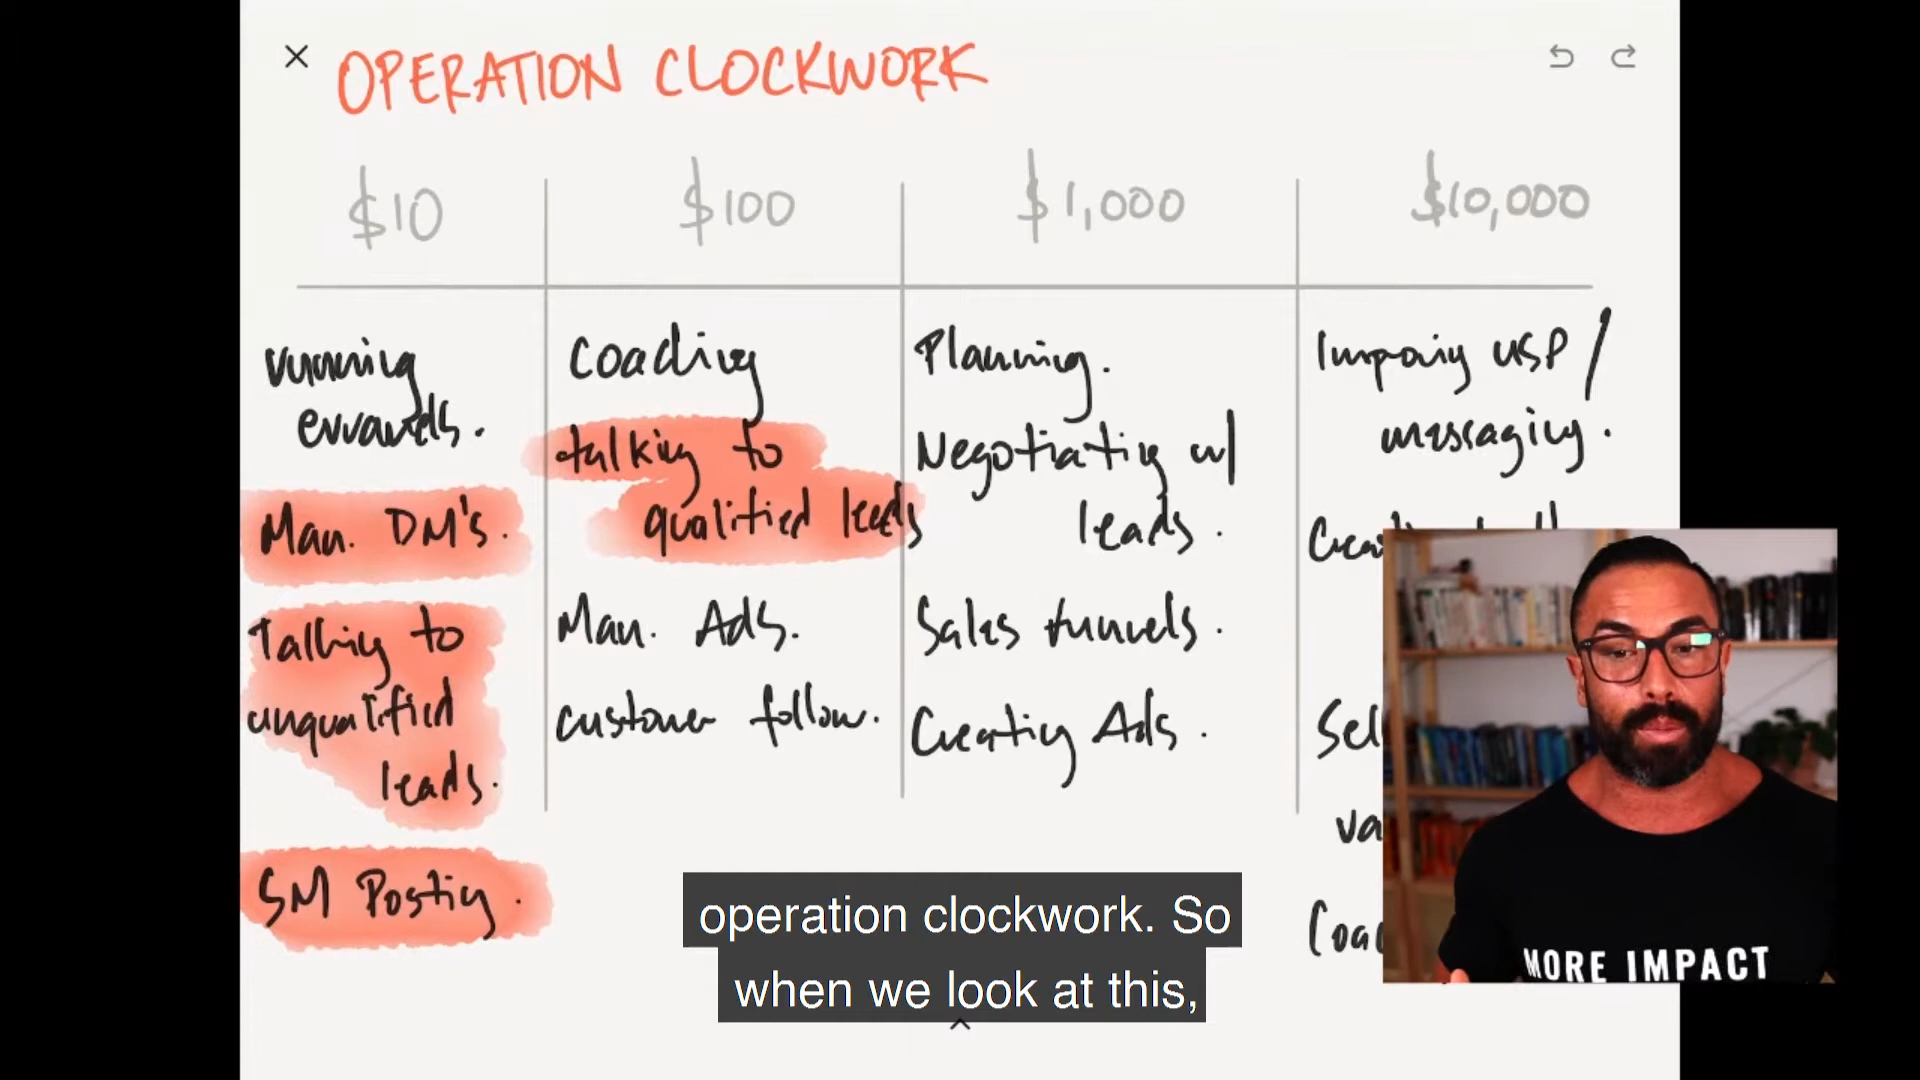 OPERATION CLOCKWORK
$10
$100
$1,000
$10,000
running
errands.
Man. DM's.
Talking to
unqualified
leads.
SM Posting.
Coaching
talking to
qualified leads
Man. Ads.
customer follow.
Planning.
Negotiating w/
leads.
Sales funnels.
Creating Ads.
Improving USP /
messaging.
operation clockwork. So
when we look at this,
MORE IMPACT